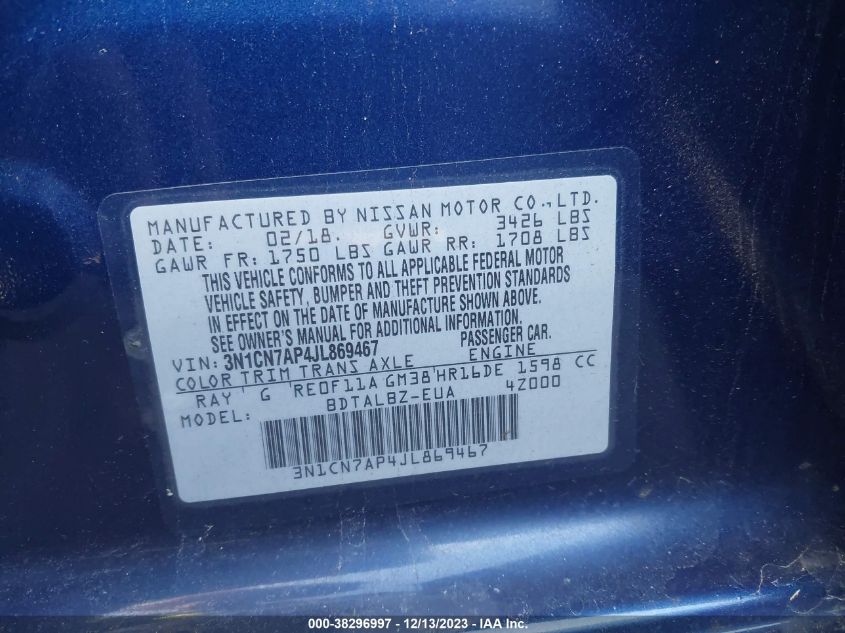 MANUFACTURED BY NISSAN MOTOR CO.,LTD.
DATE: 02/18. GVWR: 3426 LBS
GAWR FR: 1750 LBS GAWR RR: 1708 LBS
THIS VEHICLE CONFORMS TO ALL APPLICABLE FEDERAL MOTOR
VEHICLE SAFETY, BUMPER AND THEFT PREVENTION STANDARDS
IN EFFECT ON THE DATE OF MANUFACTURE SHOWN ABOVE.
SEE OWNER'S MANUAL FOR ADDITIONAL INFORMATION.
VIN: 3N1CN7AP4JL869467 PASSENGER CAR.
COLOR TRIM TRANS AXLE ENGINE
RAY G RE0F11A GM38 HR16DE 1598 CC
MODEL: BDTALBZ-EUA 4Z000
3N1CN7AP4JL869467
000-38296997 - 12/13/2023 - IAA Inc.